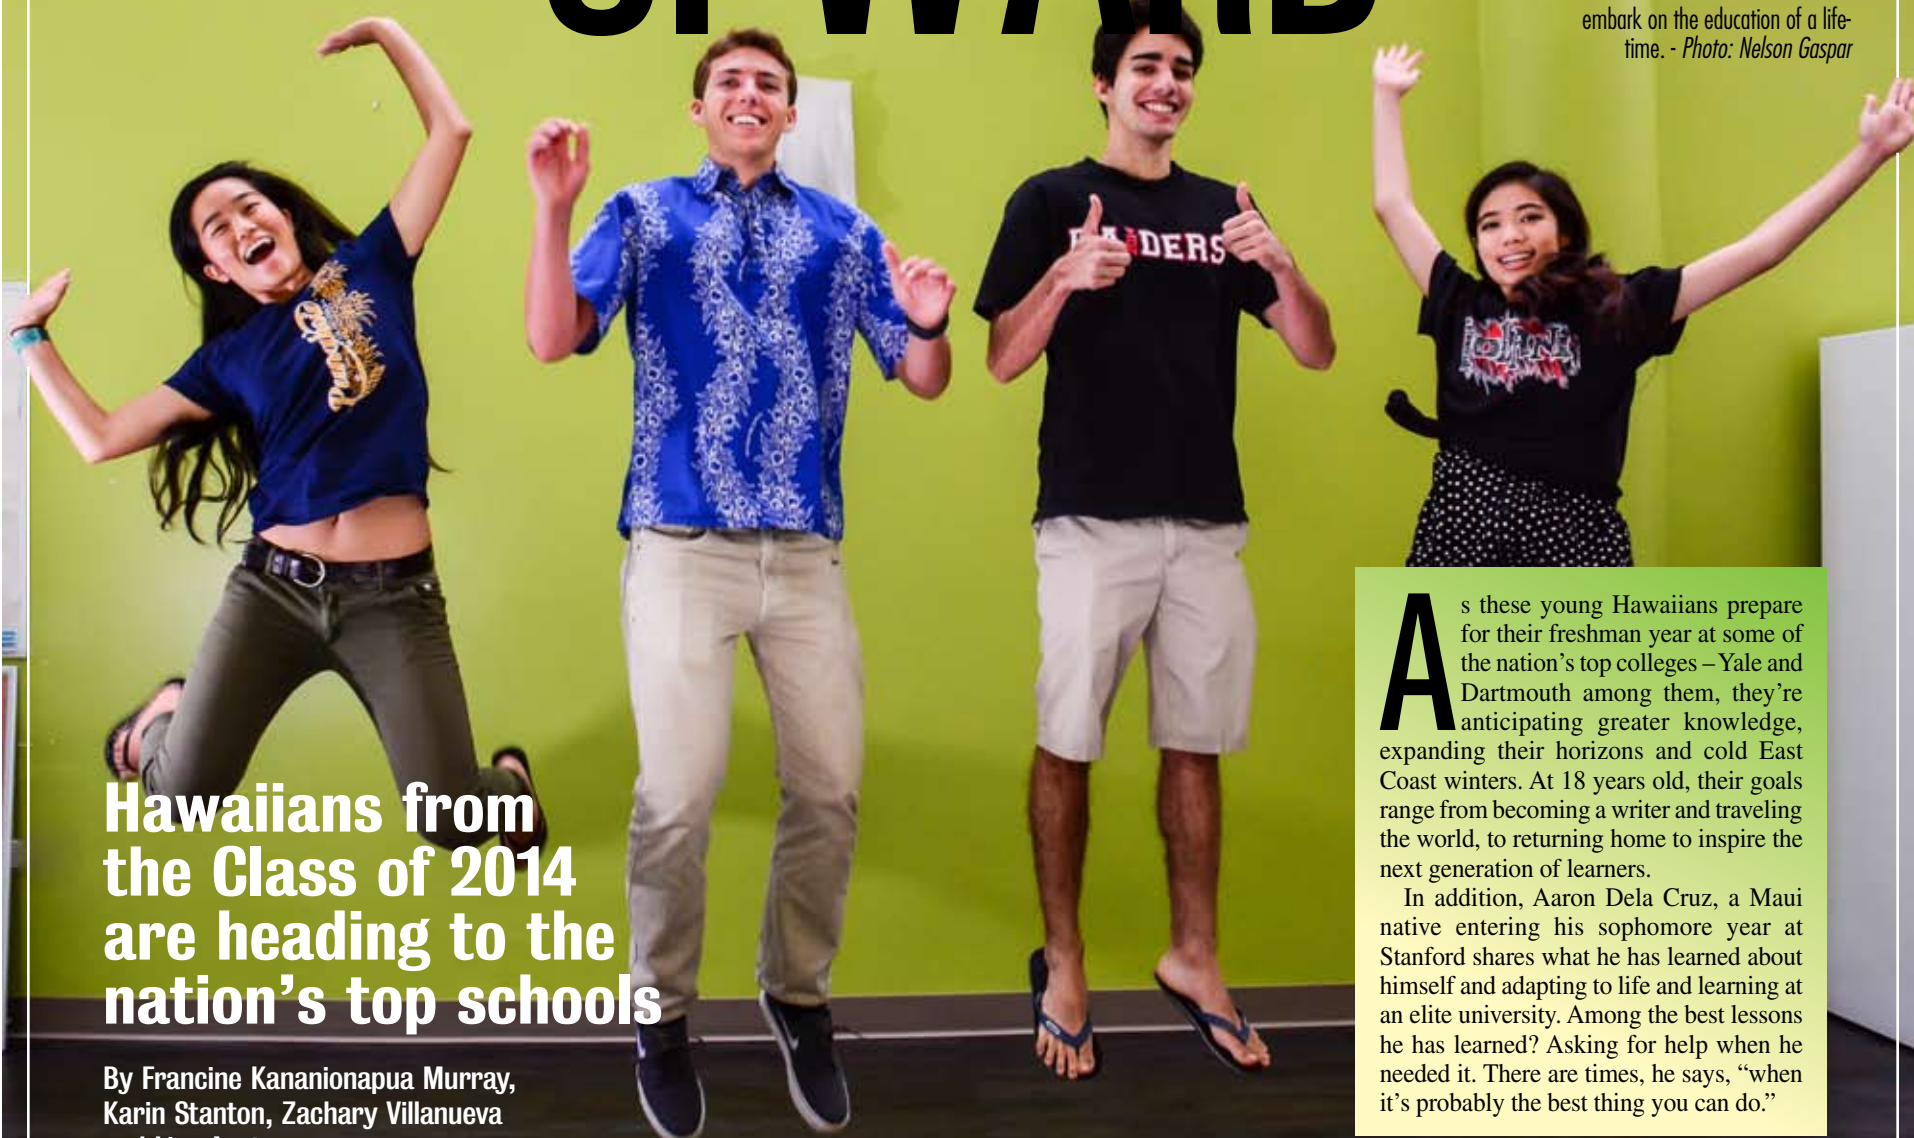 UPWARD
embark on the education of a life-
time. - Photo: Nelson Gaspar
Hawaiians from
the Class of 2014
are heading to the
nation’s top schools
By Francine Kananionapua Murray,
Karin Stanton, Zachary Villanueva
As these young Hawaiians prepare
for their freshman year at some of
the nation’s top colleges – Yale and
Dartmouth among them, they’re
anticipating greater knowledge,
expanding their horizons and cold East
Coast winters. At 18 years old, their goals
range from becoming a writer and traveling
the world, to returning home to inspire the
next generation of learners.
In addition, Aaron Dela Cruz, a Maui
native entering his sophomore year at
Stanford shares what he has learned about
himself and adapting to life and learning at
an elite university. Among the best lessons
he has learned? Asking for help when he
needed it. There are times, he says, “when
it’s probably the best thing you can do.”